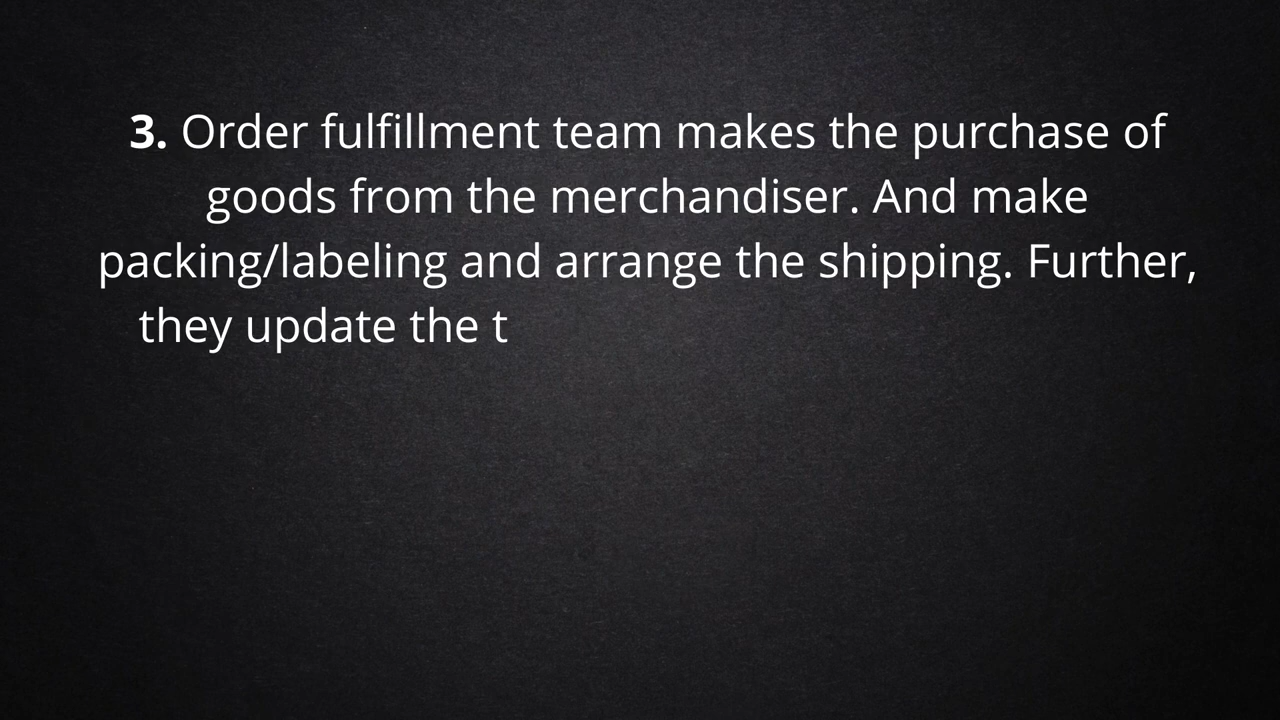 3. Order fulfillment team makes the purchase of
goods from the merchandiser. And make
packing/labeling and arrange the shipping. Further,
they update the t